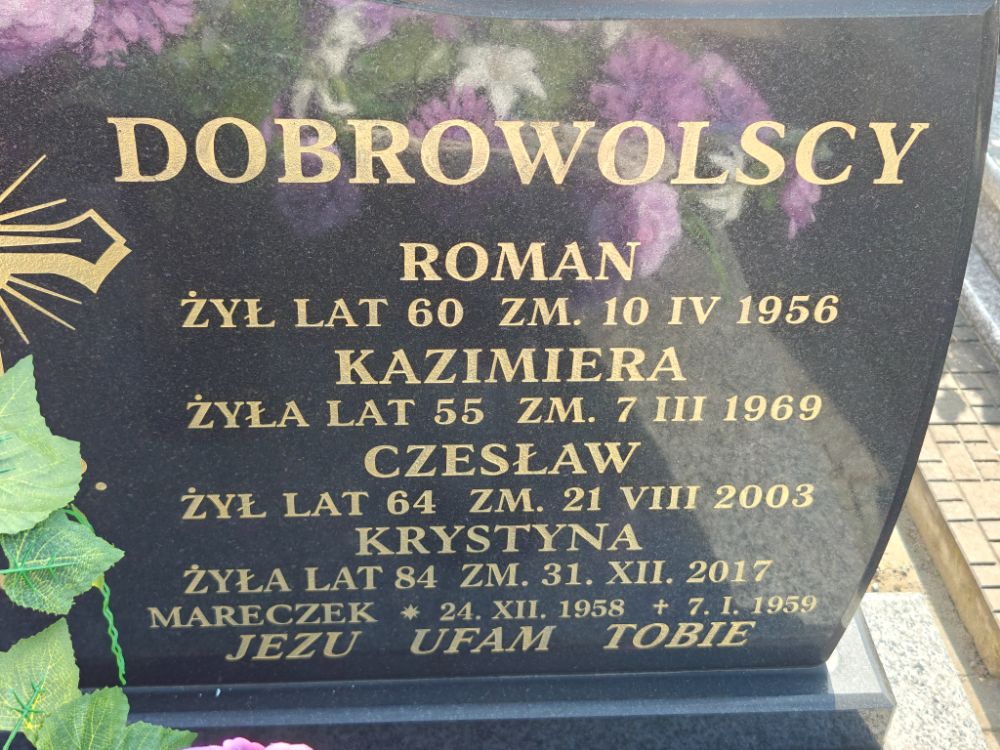 DOBROWOLSCY
ROMAN
ŻYŁ LAT 60 ZM. 10 IV 1956
KAZIMIERA
ŻYŁA LAT 55 ZM. 7 III 1969
CZESŁAW
ŻYŁ LAT 64 ZM. 21 VIII 2003
KRYSTYNA
ŻYŁA LAT 84 ZM. 31. XII. 2017
MARECZEK * 24. XII. 1958 + 7. I. 1959
JEZU UFAM TOBIE